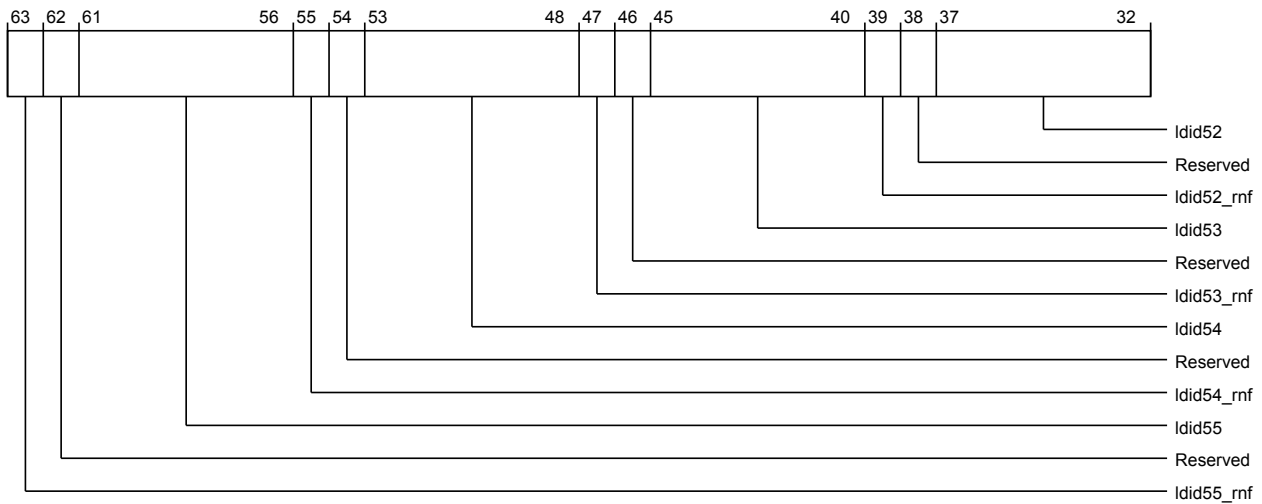 63 62 61 56 55 54 53 48 47 46 45 40 39 38 37 32
ldid52
Reserved
ldid52_rnf
ldid53
Reserved
ldid53_rnf
ldid54
Reserved
ldid54_rnf
ldid55
Reserved
ldid55_rnf